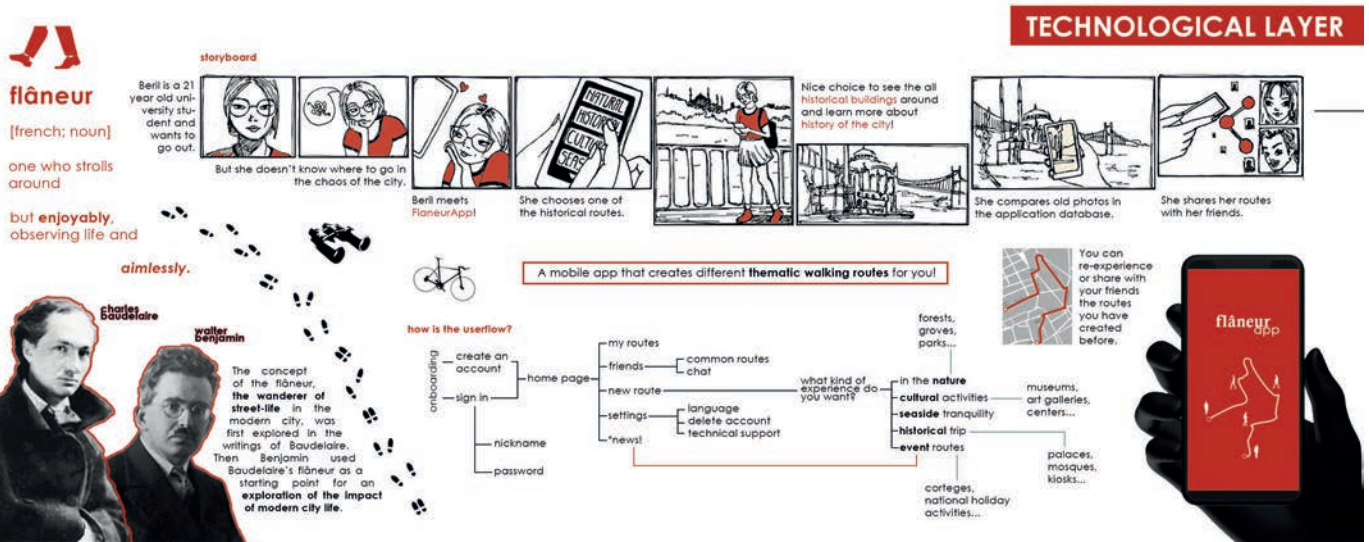 TECHNOLOGICAL LAYER
flâneur
[french; noun]
one who strolls
around
but enjoyably,
observing life and
aimlessly.
storyboard
Beril is a 21
year old uni-
versity stu-
dent and
wants to
go out.
But she doesn't know where to go in
the chaos of the city.
Beril meets
FlaneurApp!
NATURAL
HISTOR
CULTU
SEAS
She chooses one of
the historical routes.
Nice choice to see the all
historical buildings around
and learn more about
history of the city!
She compares old photos in
the application database.
She shares her routes
with her friends.
A mobile app that creates different thematic walking routes for you!
You can
re-experience
or share with
your friends
the routes
you have
created
before.
charles
baudelaire
walter
benjamin
The concept
of the flâneur,
the wanderer of
street-life in the
modern city, was
first explored in the
writings of Baudelaire.
Then Benjamin used
Baudelaire's flâneur as a
starting point for an
exploration of the impact
of modern city life.
how is the userflow?
onboarding
create an
account
sign in
nickname
password
home page
my routes
friends
common routes
chat
new route
settings
language
delete account
technical support
*news!
what kind of
experience do
you want?
in the nature
cultural activities
seaside tranquility
historical trip
event routes
forests,
groves,
parks...
museums,
art galleries,
centers...
palaces,
mosques,
kiosks...
corteges,
national holiday
activities...
flâneur
app